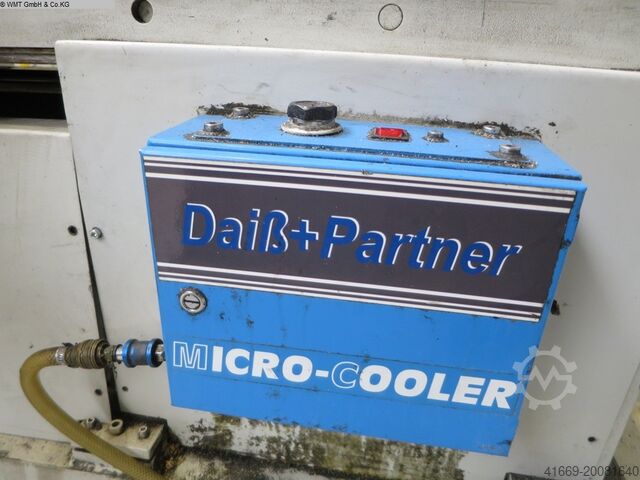 ® WMT GmbH & Co.KG
Daiß+Partner
MICRO-COOLER
41669-20081640